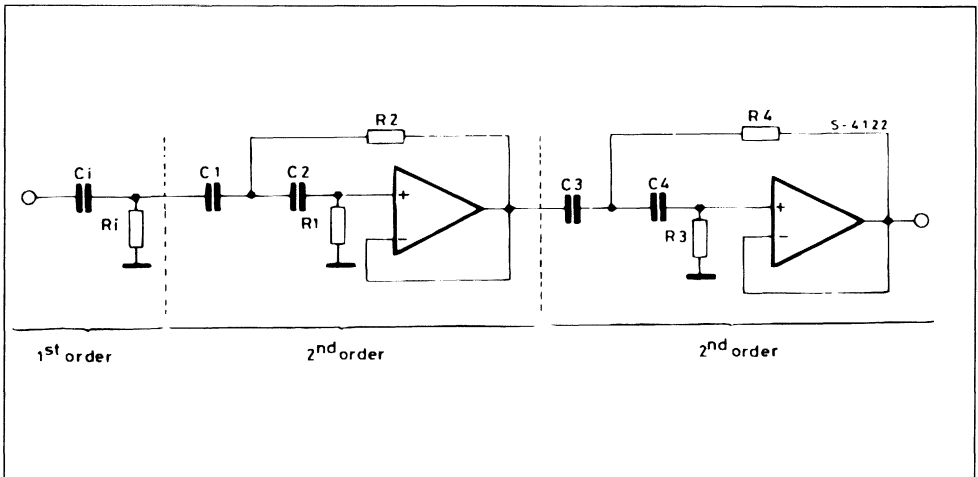 R2
R4
S-4122
Ci
C1
C2
C3
C4
+
+
Ri
R1
−
R3
−
1st order
2nd order
2nd order